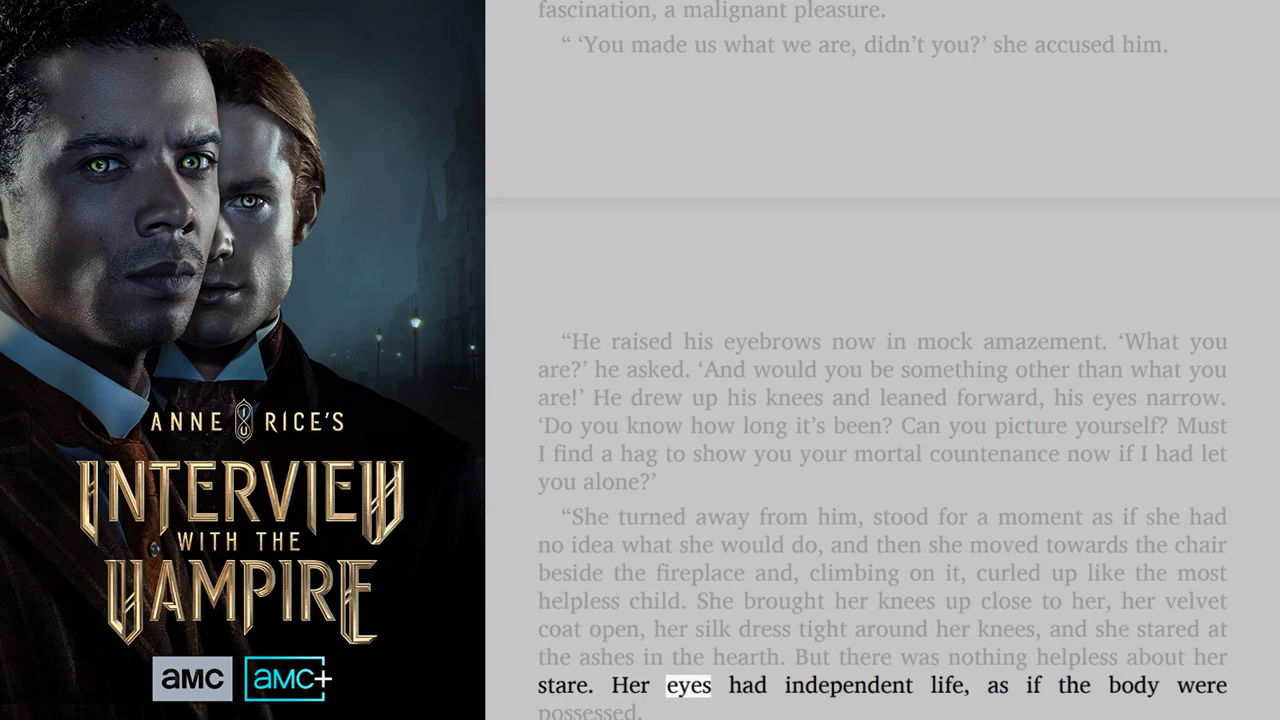 ANNE RICE'S
INTERVIEW
WITH THE
VAMPIRE
amc
amc+
fascination, a malignant pleasure.
“ ‘You made us what we are, didn’t you?’ she accused him.
“He raised his eyebrows now in mock amazement. ‘What you
are?’ he asked. ‘And would you be something other than what you
are!’ He drew up his knees and leaned forward, his eyes narrow.
‘Do you know how long it’s been? Can you picture yourself? Must
I find a hag to show you your mortal countenance now if I had let
you alone?’
“She turned away from him, stood for a moment as if she had
no idea what she would do, and then she moved towards the chair
beside the fireplace and, climbing on it, curled up like the most
helpless child. She brought her knees up close to her, her velvet
coat open, her silk dress tight around her knees, and she stared at
the ashes in the hearth. But there was nothing helpless about her
stare. Her eyes had independent life, as if the body were
possessed.